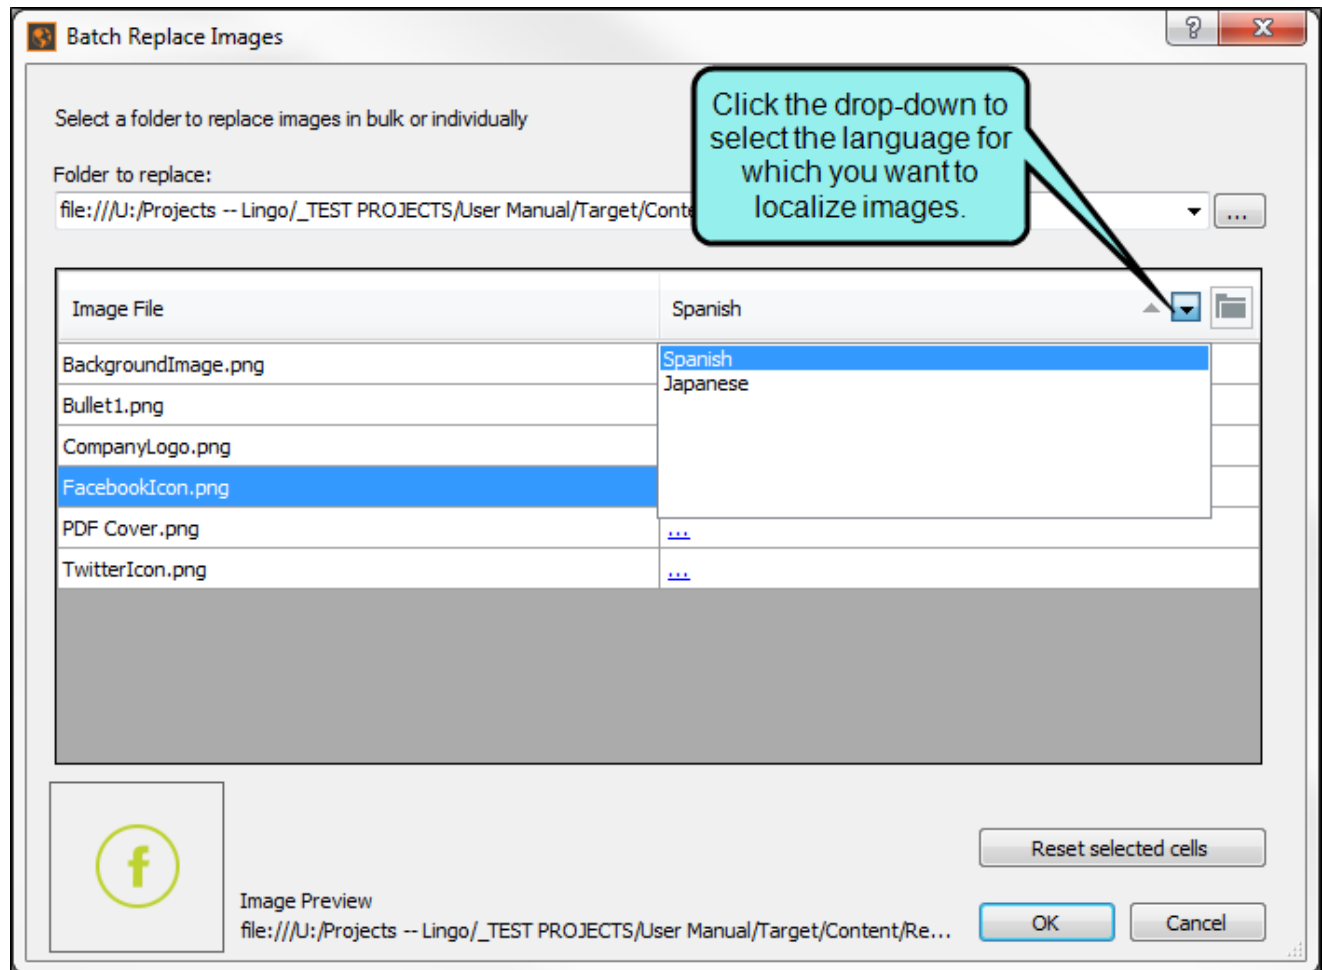 Batch Replace Images
Click the drop-down to
select the language for
which you want to
localize images.
Select a folder to replace images in bulk or individually
Folder to replace:
file:///U:/Projects -- Lingo/_TEST PROJECTS/User Manual/Target/Conte
...
Image File
Spanish
BackgroundImage.png
Spanish
Japanese
Bullet1.png
CompanyLogo.png
FacebookIcon.png
PDF Cover.png
...
TwitterIcon.png
...
f
Reset selected cells
Image Preview
file:///U:/Projects -- Lingo/_TEST PROJECTS/User Manual/Target/Content/Re...
OK
Cancel